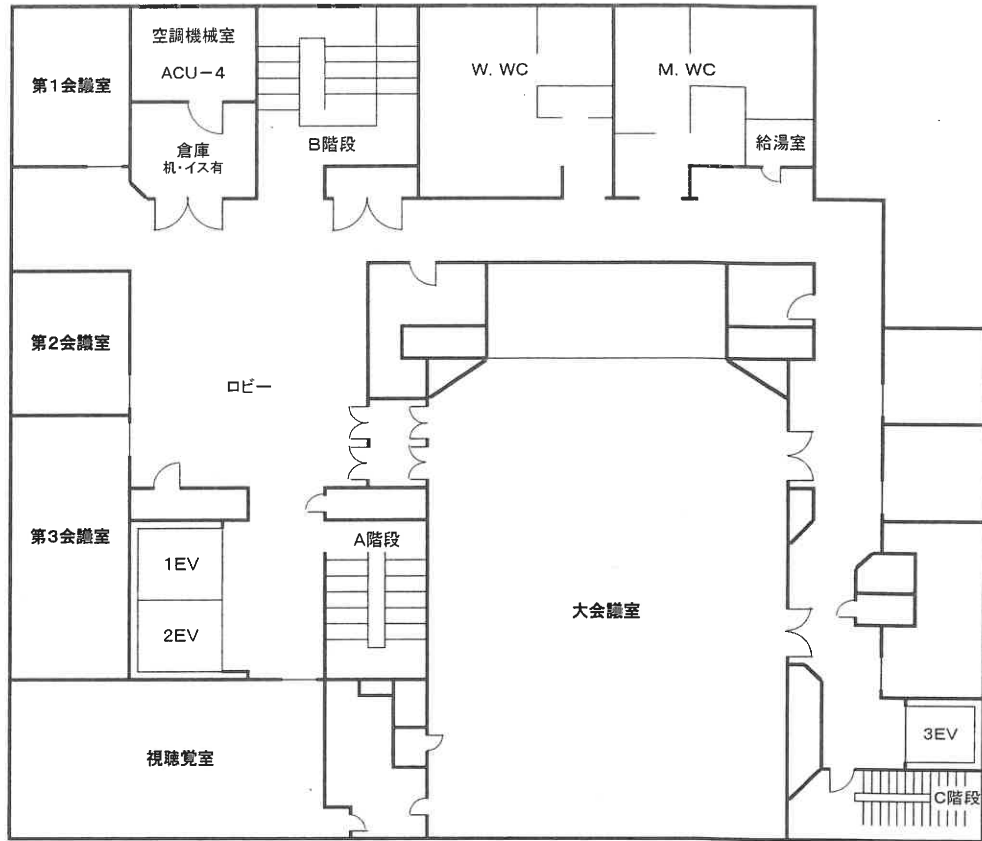 空調機械室
ACU-4
第1会議室
W. WC
M. WC
倉庫
机・イス有
B階段
給湯室
第2会議室
ロビー
第3会議室
A階段
1EV
2EV
大会議室
視聴覚室
3EV
C階段